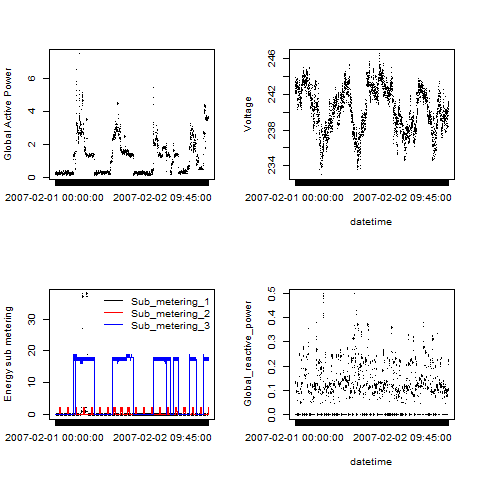 Global Active Power
6
4
2
0
2007-02-01 00:00:00 2007-02-02 09:45:00
Voltage
246
242
238
234
2007-02-01 00:00:00 2007-02-02 09:45:00
datetime
Energy sub metering
30
20
10
0
Sub_metering_1
Sub_metering_2
Sub_metering_3
2007-02-01 00:00:00 2007-02-02 09:45:00
Global_reactive_power
0.5
0.4
0.3
0.2
0.1
0.0
2007-02-01 00:00:00 2007-02-02 09:45:00
datetime